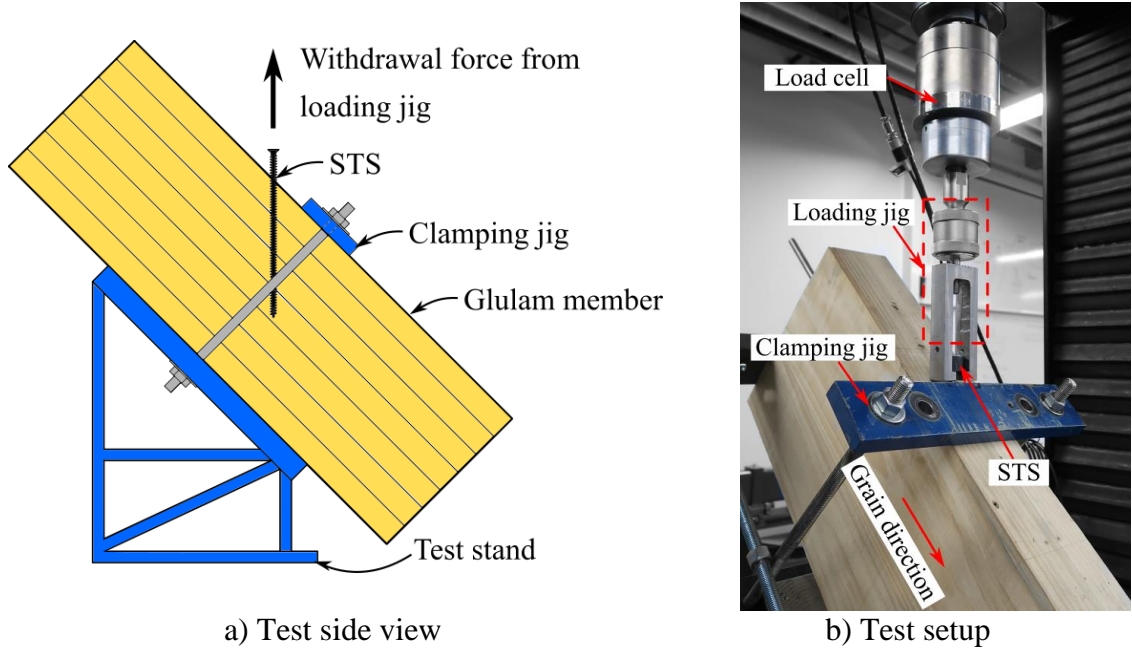 Withdrawal force from
loading jig
STS
Clamping jig
Glulam member
Test stand
a) Test side view
Load cell
Loading jig
Clamping jig
STS
Grain direction
b) Test setup